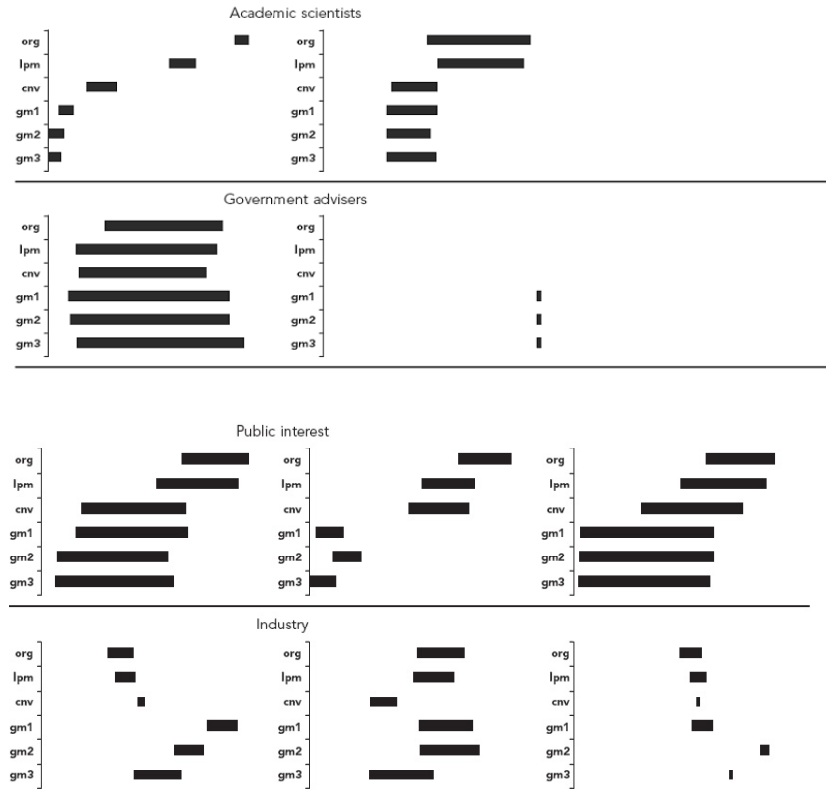 Academic scientists
org
lpm
cnv
gm1
gm2
gm3
org
lpm
cnv
gm1
gm2
gm3
Government advisers
org
lpm
cnv
gm1
gm2
gm3
org
lpm
cnv
gm1
gm2
gm3
Public interest
org
lpm
cnv
gm1
gm2
gm3
org
lpm
cnv
gm1
gm2
gm3
org
lpm
cnv
gm1
gm2
gm3
Industry
org
lpm
cnv
gm1
gm2
gm3
org
lpm
cnv
gm1
gm2
gm3
org
lpm
cnv
gm1
gm2
gm3